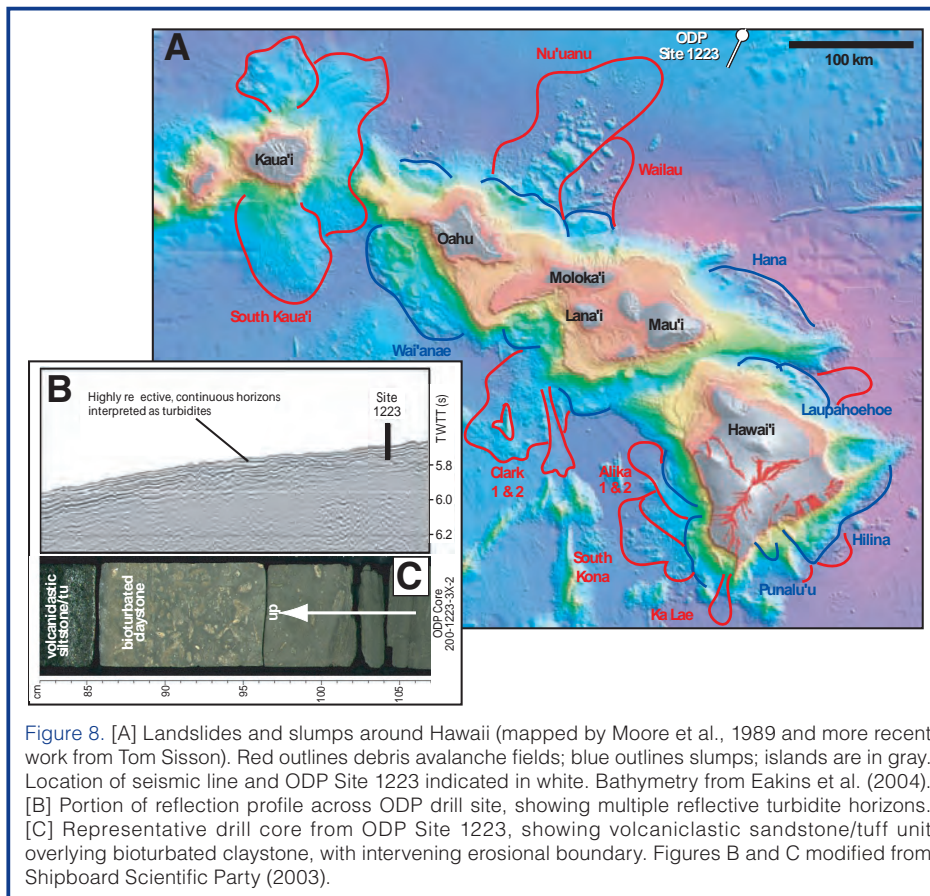 A
ODP
Site 1223
100 km
Nu'uanu
Wailau
Kaua'i
Oahu
Moloka'i
Lana'i
Mau'i
Hana
South Kaua'i
Wai'anae
Laupahoehoe
Hawai'i
Clark
1 & 2
Alika
1 & 2
South
Kona
Hilina
Punalu'u
Ka Lae
B
Highly re ective, continuous horizons
interpreted as turbidites
Site
1223
TWTT (s)
5.8
6.0
6.2
C
volcanidastic
siltstone/tu
bioturbated
daystone
up
ODP Core
200-1223-3X-2
cm
85
90
95
100
105
Figure 8. [A] Landslides and slumps around Hawaii (mapped by Moore et al., 1989 and more recent
work from Tom Sisson). Red outlines debris avalanche fields; blue outlines slumps; islands are in gray.
Location of seismic line and ODP Site 1223 indicated in white. Bathymetry from Eakins et al. (2004).
[B] Portion of reflection profile across ODP drill site, showing multiple reflective turbidite horizons.
[C] Representative drill core from ODP Site 1223, showing volcaniclastic sandstone/tuff unit
overlying bioturbated claystone, with intervening erosional boundary. Figures B and C modified from
Shipboard Scientific Party (2003).